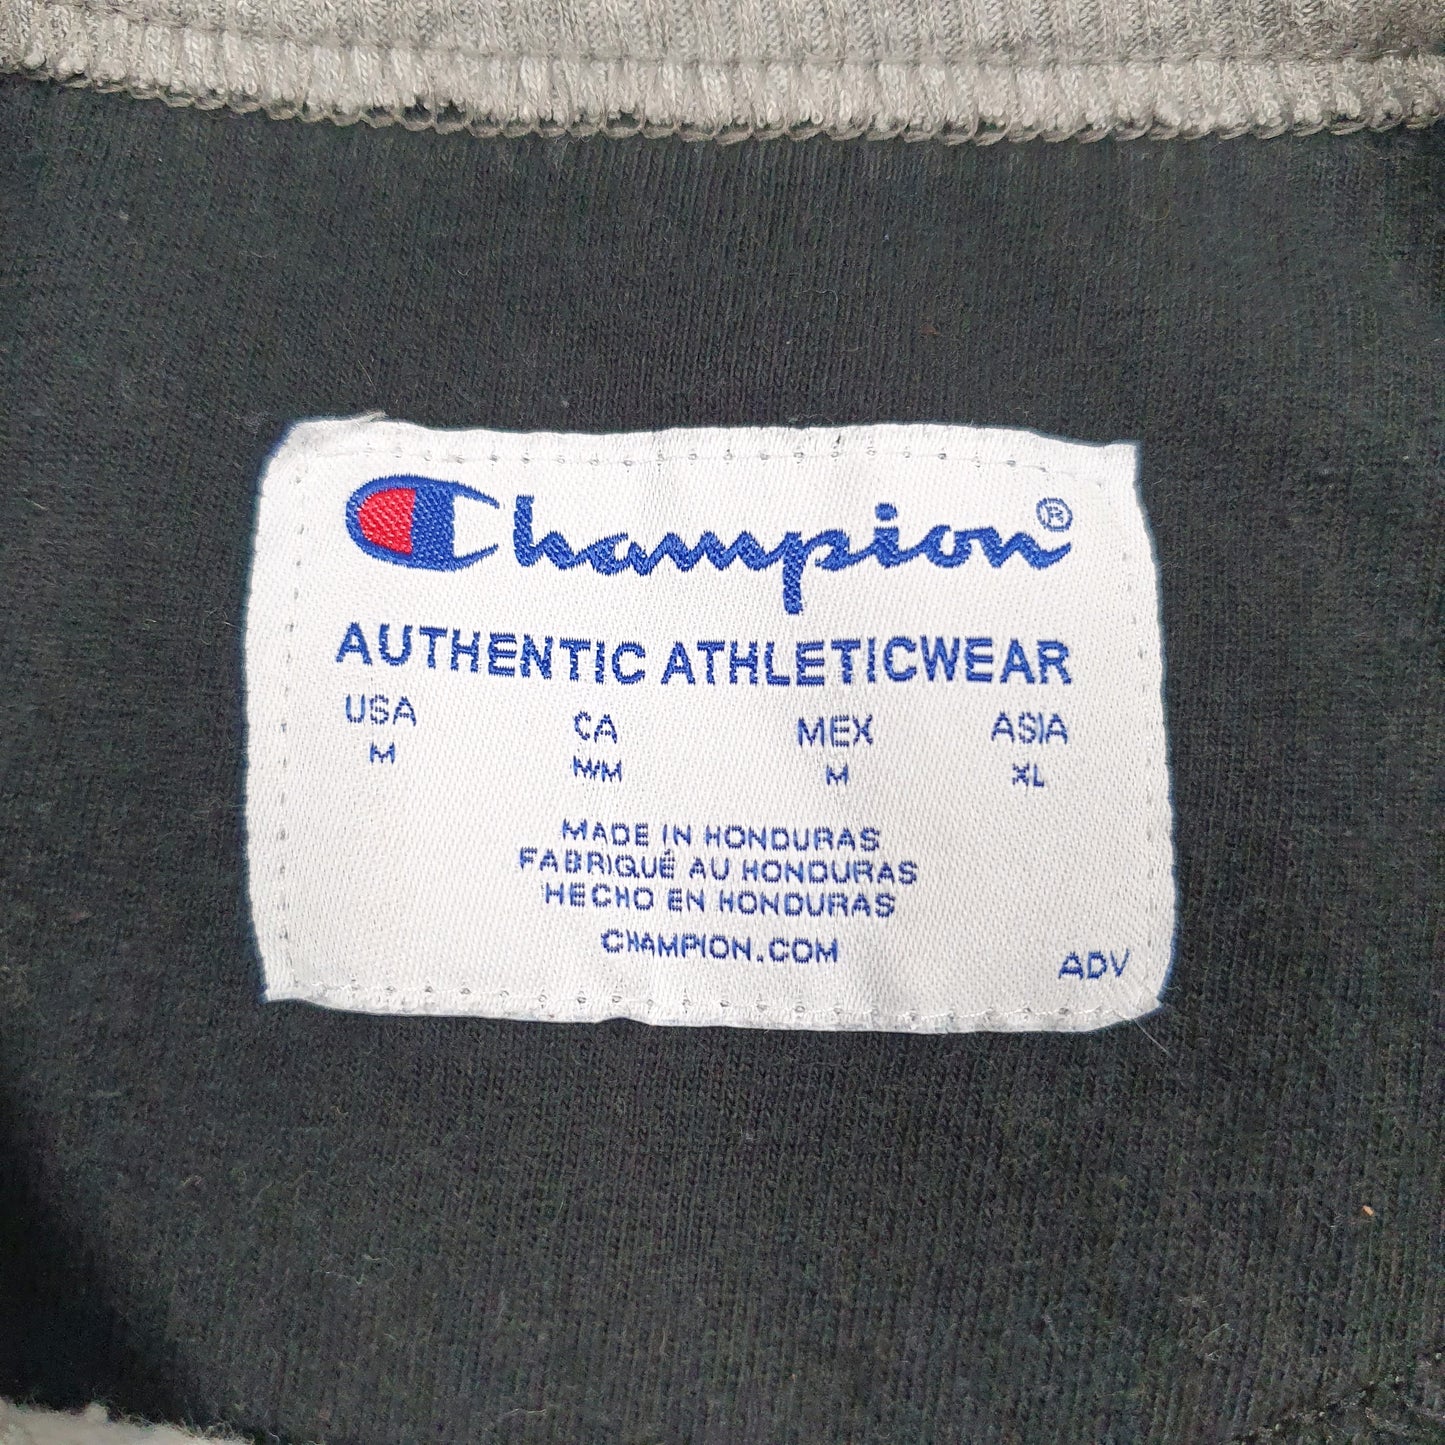 Champion®
AUTHENTIC ATHLETICWEAR
USA CA MEX ASIA
M M/M M XL
MADE IN HONDURAS
FABRIQUÉ AU HONDURAS
HECHO EN HONDURAS
CHAMPION.COM
ADV